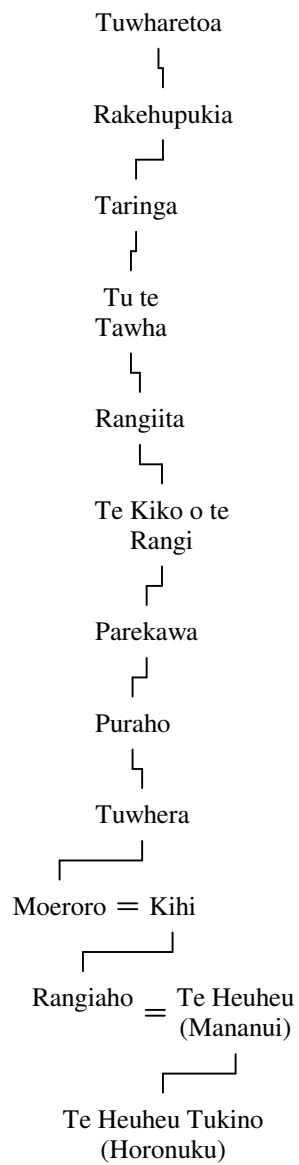 Tuwharetoa
Rakehupukia
Taringa
Tu te
Tawha
Rangiita
Te Kiko o te
Rangi
Parekawa
Puraho
Tuwhera
Moeroro = Kihi
Rangiaho = Te Heuheu
(Mananui)
Te Heuheu Tukino
(Horonuku)